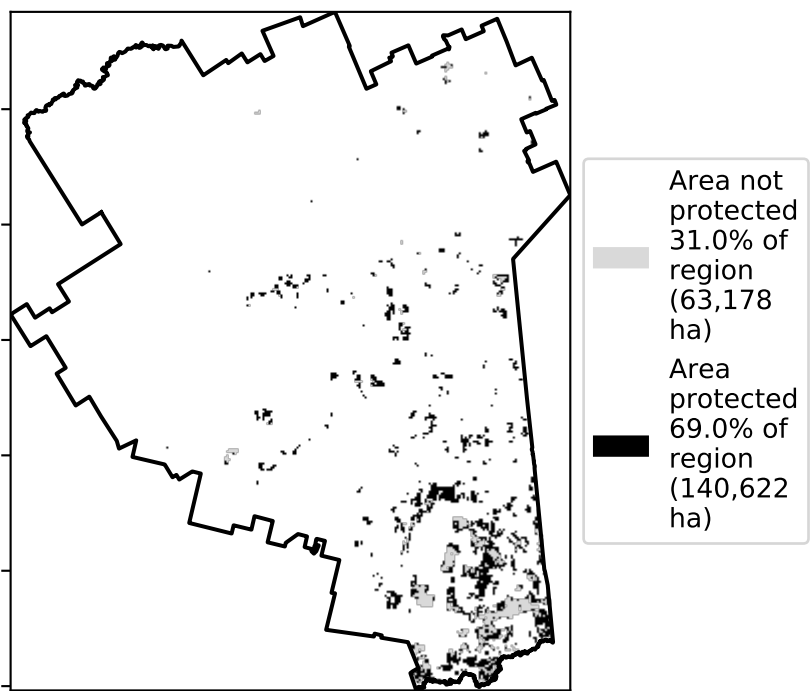 Area not
protected
31.0% of
region
(63,178
ha)
Area
protected
69.0% of
region
(140,622
ha)